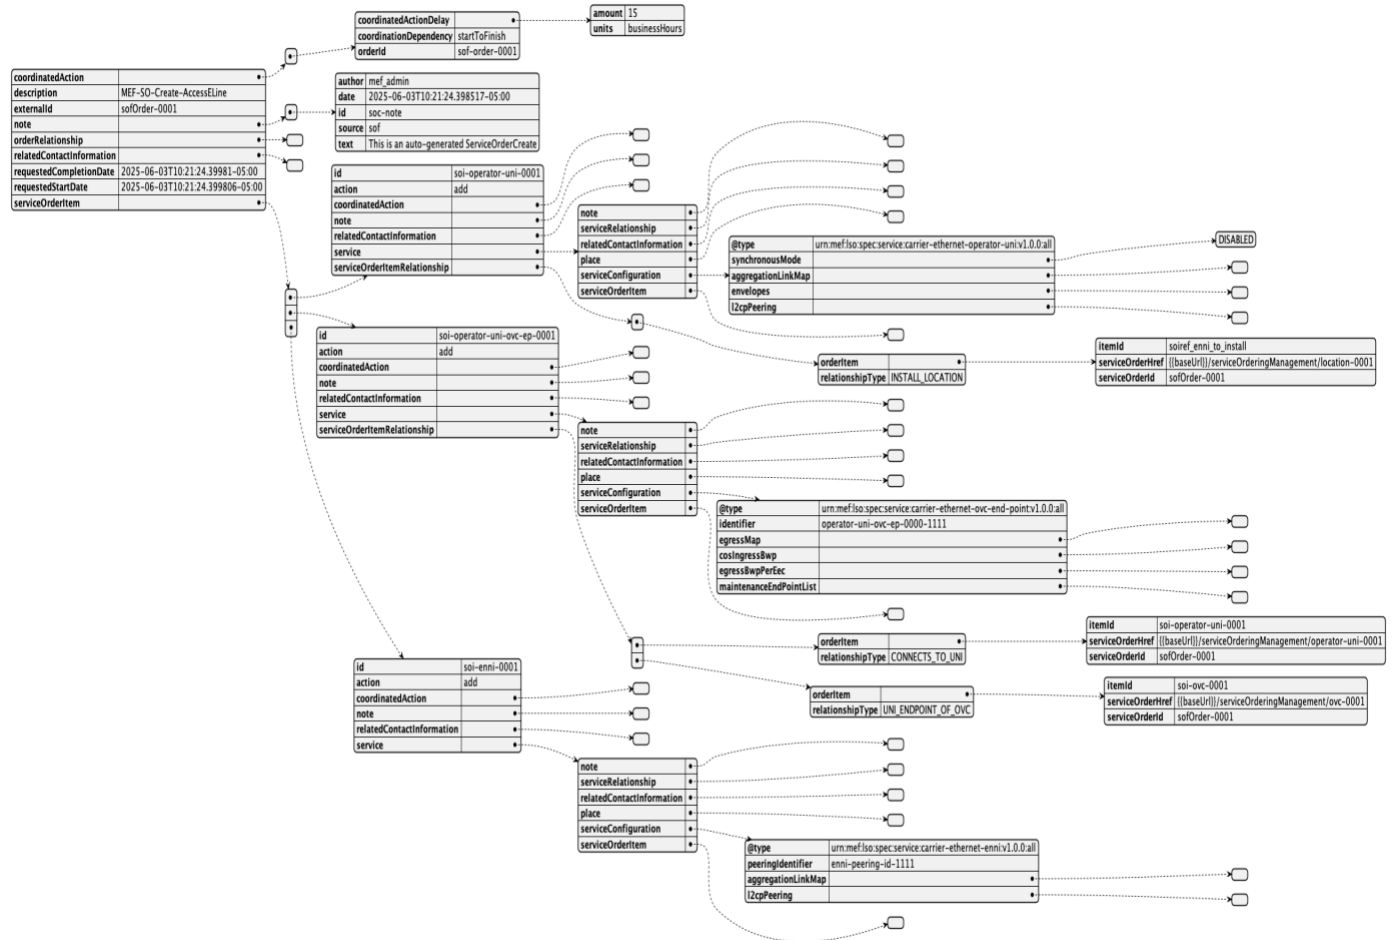 coordinatedActionDelay
coordinationDependency startToFinish
orderId sof-order-0001
amount 15
units businessHours
coordinatedAction
description MEF-SO-Create-AccessELine
externalId sofOrder-0001
note
orderRelationship
relatedContactInformation
requestedCompletionDate 2025-06-03T10:21:24.39981-05:00
requestedStartDate 2025-06-03T10:21:24.399806-05:00
serviceOrderItem
author mef_admin
date 2025-06-03T10:21:24.398517-05:00
id soc-note
source sof
text This is an auto-generated ServiceOrderCreate
id soi-operator-uni-0001
action add
coordinatedAction
note
relatedContactInformation
service
serviceOrderItemRelationship
note
serviceRelationship
relatedContactInformation
place
serviceConfiguration
serviceOrderItem
@type urn:mef:lso:spec:service:carrier-ethernet-operator-uni:v1.0.0:all
synchronousMode
aggregationLinkMap
envelopes
l2cpPeering
DISABLED
orderItem
relationshipType INSTALL_LOCATION
itemId soiref_enni_to_install
serviceOrderHref {{baseUrl}}/serviceOrderingManagement/location-0001
serviceOrderId sofOrder-0001
id soi-operator-uni-ovc-ep-0001
action add
coordinatedAction
note
relatedContactInformation
service
serviceOrderItemRelationship
note
serviceRelationship
relatedContactInformation
place
serviceConfiguration
serviceOrderItem
@type urn:mef:lso:spec:service:carrier-ethernet-ovc-end-point:v1.0.0:all
identifier operator-uni-ovc-ep-0000-1111
egressMap
cosIngressBwp
egressBwpPerEec
maintenanceEndPointList
orderItem
relationshipType CONNECTS_TO_UNI
itemId soi-operator-uni-0001
serviceOrderHref {{baseUrl}}/serviceOrderingManagement/operator-uni-0001
serviceOrderId sofOrder-0001
orderItem
relationshipType UNI_ENDPOINT_OF_OVC
itemId soi-ovc-0001
serviceOrderHref {{baseUrl}}/serviceOrderingManagement/ovc-0001
serviceOrderId sofOrder-0001
id soi-enni-0001
action add
coordinatedAction
note
relatedContactInformation
service
note
serviceRelationship
relatedContactInformation
place
serviceConfiguration
serviceOrderItem
@type urn:mef:lso:spec:service:carrier-ethernet-enni:v1.0.0:all
peeringIdentifier enni-peering-id-1111
aggregationLinkMap
l2cpPeering